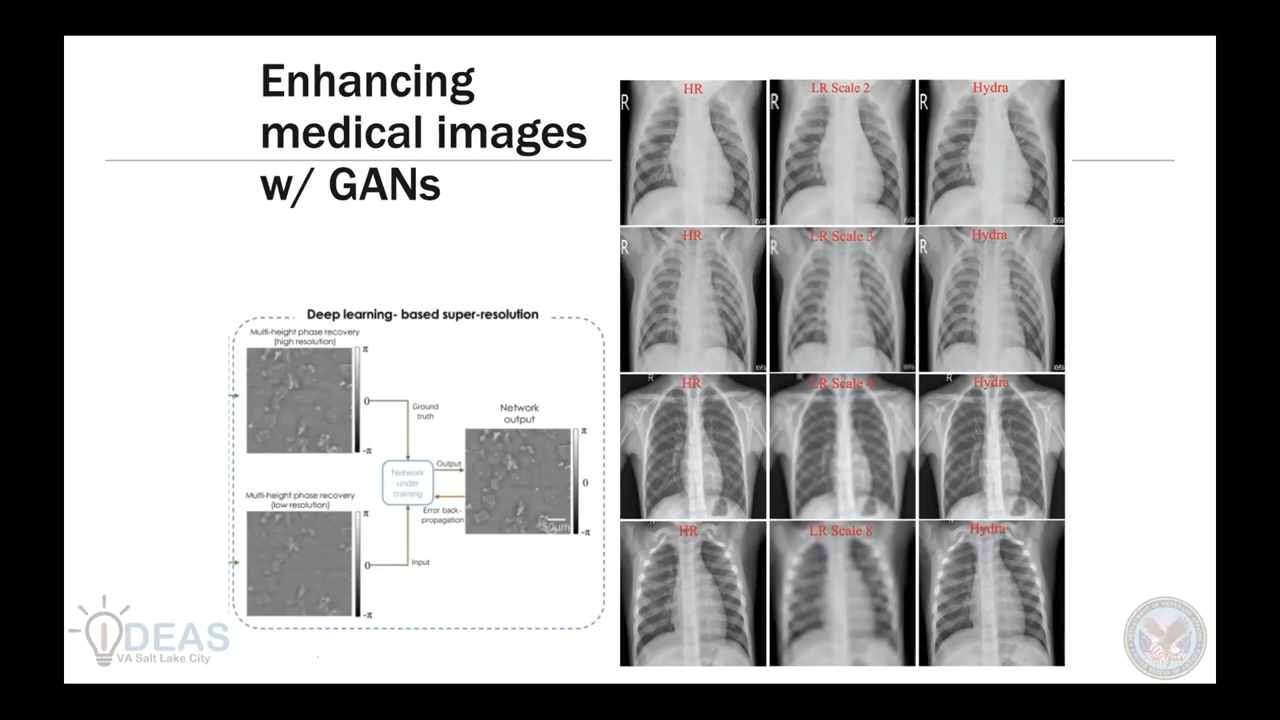 Enhancing
medical images
w/ GANs
Deep learning- based super-resolution
Multi-height phase recovery
(high resolution)
π
0
-π
Ground
truth
Network
output
π
0
-π
50μm
Network
under
training
Output
Error back-
propagation
Multi-height phase recovery
(low resolution)
π
0
-π
Input
HR
LR Scale 2
Hydra
R
R
R
HR
LR Scale 3
Hydra
R
R
R
HR
LR Scale 4
Hydra
R
R
HR
LR Scale 8
Hydra
IDEAS
VA Salt Lake City